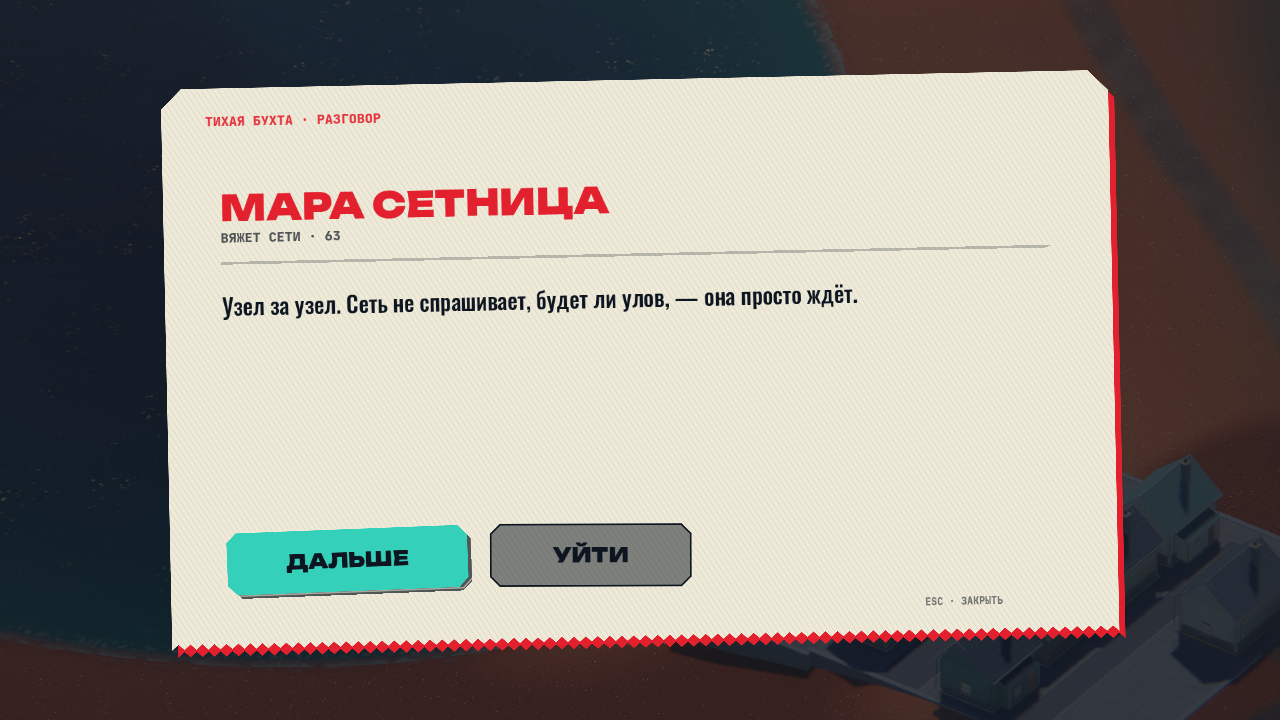 ТИХАЯ БУХТА · РАЗГОВОР
МАРА СЕТНИЦА
ВЯЖЕТ СЕТИ · 63
Узел за узел. Сеть не спрашивает, будет ли улов, — она просто ждёт.
ДАЛЬШЕ
УЙТИ
ESC · ЗАКРЫТЬ